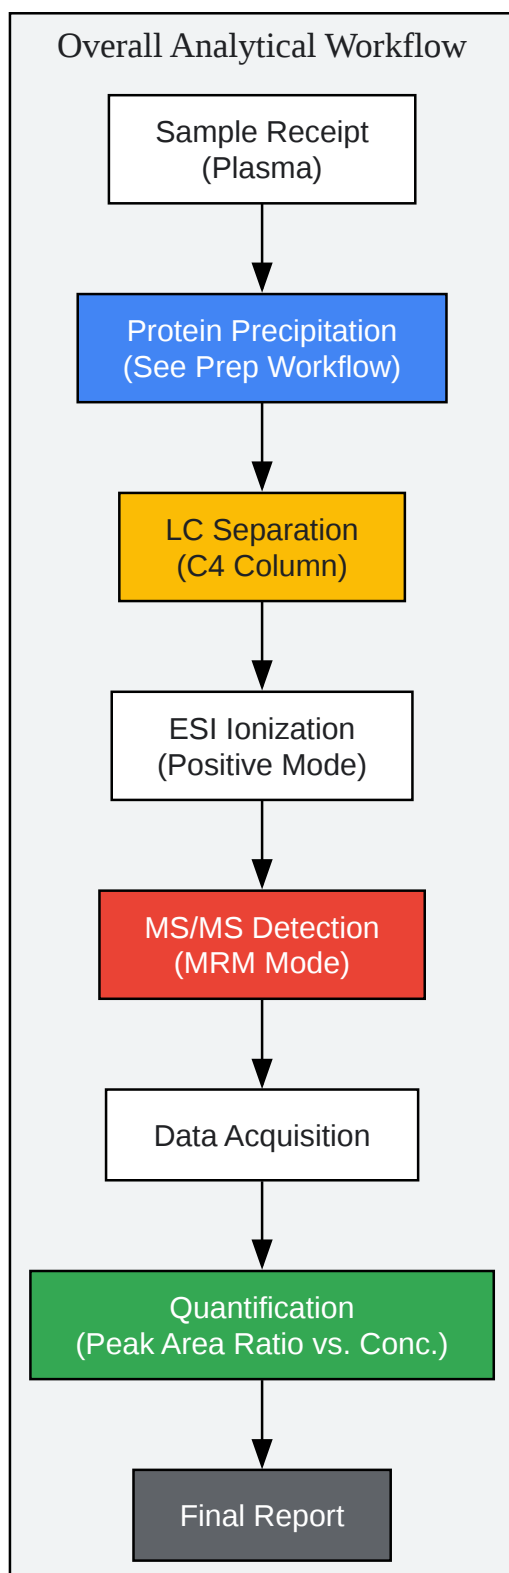 Overall Analytical Workflow
Sample Receipt
(Plasma)
Protein Precipitation
(See Prep Workflow)
LC Separation
(C4 Column)
ESI Ionization
(Positive Mode)
MS/MS Detection
(MRM Mode)
Data Acquisition
Quantification
(Peak Area Ratio vs. Conc.)
Final Report